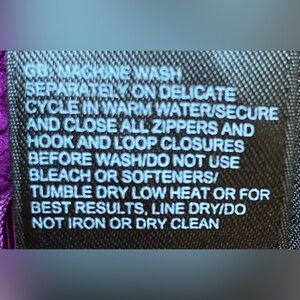 GB/ MACHINE WASH
SEPARATELY ON DELICATE
CYCLE IN WARM WATER/SECURE
AND CLOSE ALL ZIPPERS AND
HOOK AND LOOP CLOSURES
BEFORE WASH/DO NOT USE
BLEACH OR SOFTENERS/
TUMBLE DRY LOW HEAT OR FOR
BEST RESULTS, LINE DRY/DO
NOT IRON OR DRY CLEAN